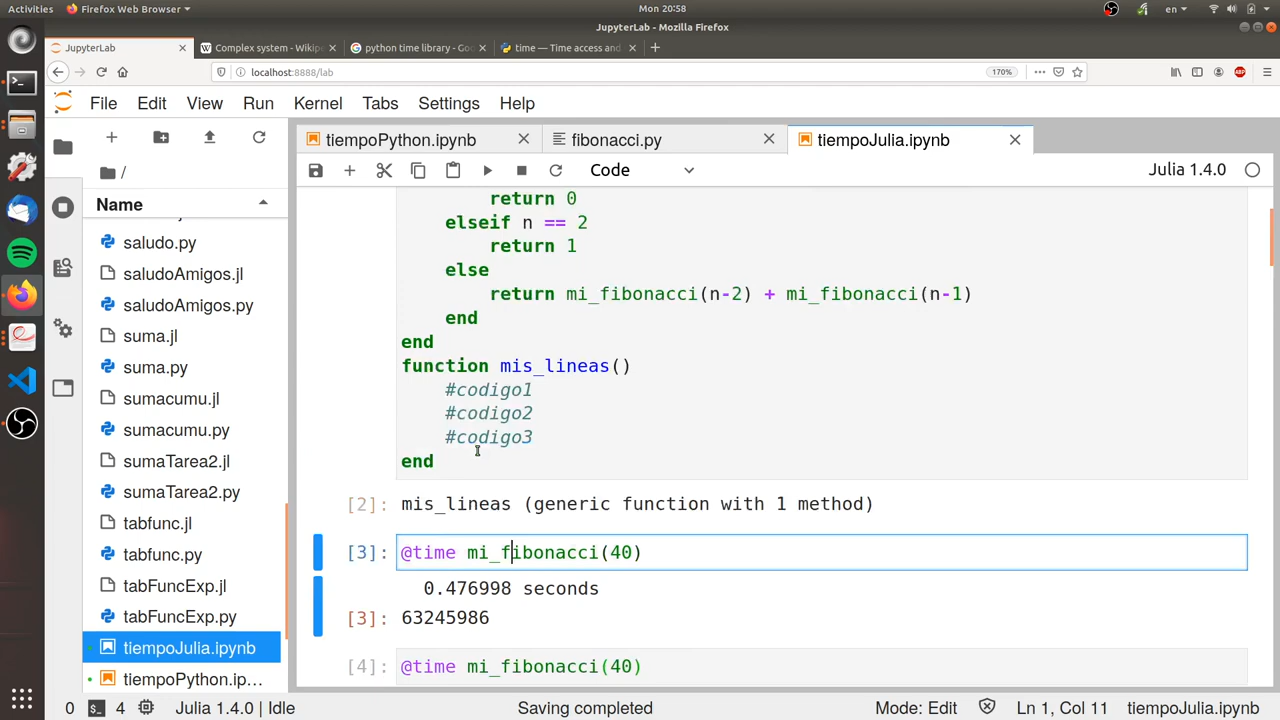 Activities Firefox Web Browser Mon 20:58 en
JupyterLab - Mozilla Firefox
JupyterLab Complex system - Wikipe python time library - Goo time — Time access and
localhost:8888/lab 170% ABP
File Edit View Run Kernel Tabs Settings Help
tiempoPython.ipynb fibonacci.py tiempoJulia.ipynb
/ Code Julia 1.4.0
Name
saludo.py
saludoAmigos.jl
saludoAmigos.py
suma.jl
suma.py
sumacumu.jl
sumacumu.py
sumaTarea2.jl
sumaTarea2.py
tabfunc.jl
tabfunc.py
tabFuncExp.jl
tabFuncExp.py
tiempoJulia.ipynb
tiempoPython.ip…
return 0
elseif n == 2
return 1
else
return mi_fibonacci(n-2) + mi_fibonacci(n-1)
end
end
function mis_lineas()
#codigo1
#codigo2
#codigo3
end
[2]: mis_lineas (generic function with 1 method)
[3]: @time mi_fibonacci(40)
0.476998 seconds
[3]: 63245986
[4]: @time mi_fibonacci(40)
0 4 Julia 1.4.0 | Idle Saving completed Mode: Edit Ln 1, Col 11 tiempoJulia.ipynb